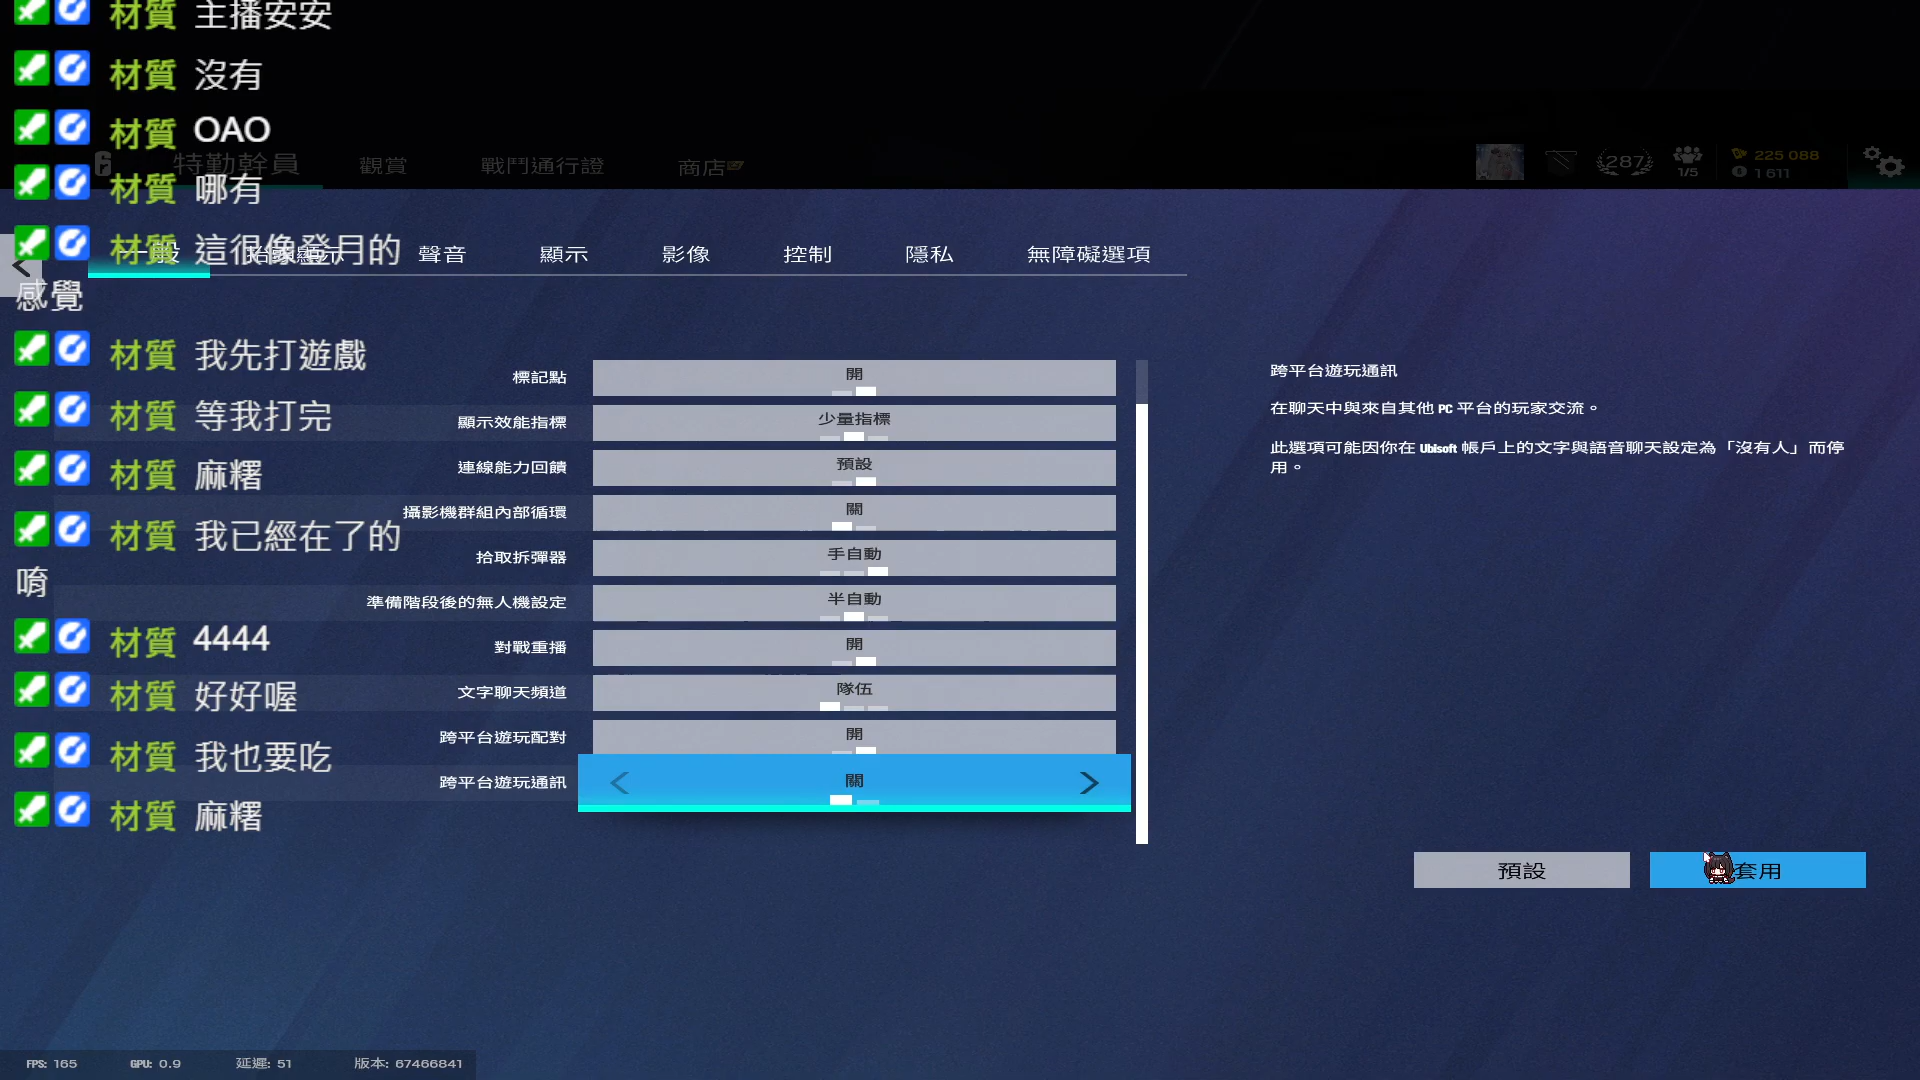 材質 主播安安
材質 沒有
材質 OAO
材質 哪有
材質 這很像登月的
感覺
材質 我先打遊戲
材質 等我打完
材質 麻糬
材質 我已經在了的
唷
材質 4444
材質 好好喔
材質 我也要吃
材質 麻糬
特勤幹員 觀賞 戰鬥通行證 商店
287
1/5
225 088
1 611
聲音 顯示 影像 控制 隱私 無障礙選項
標記點 開
顯示效能指標 少量指標
連線能力回饋 預設
攝影機群組內部循環 關
拾取拆彈器 手自動
準備階段後的無人機設定 半自動
對戰重播 開
文字聊天頻道 隊伍
跨平台遊玩配對 開
跨平台遊玩通訊 關
跨平台遊玩通訊
在聊天中與來自其他 PC 平台的玩家交流。
此選項可能因你在 Ubisoft 帳戶上的文字與語音聊天設定為「沒有人」而停
用。
預設 套用
FPS: 165 GPU: 0.9 延遲: 51 版本: 67466841